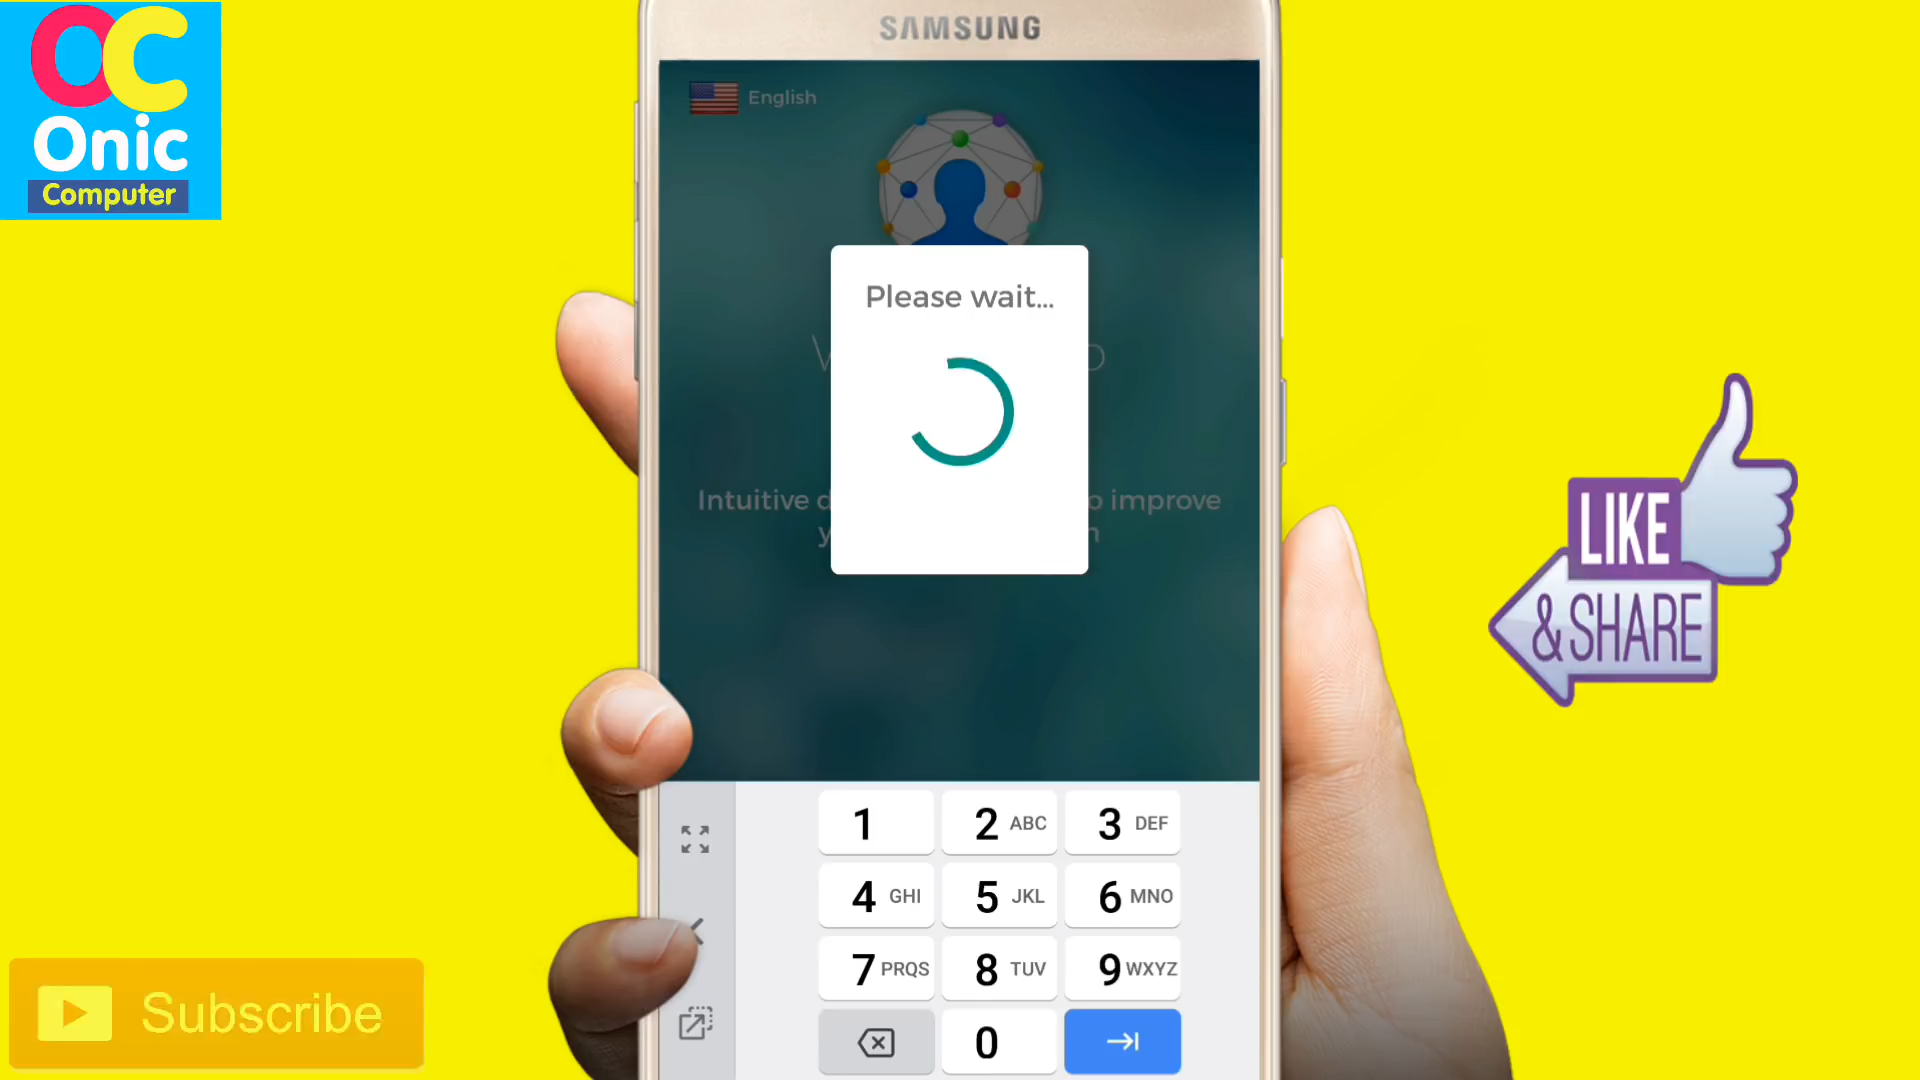 OC
Onic
Computer
SAMSUNG
English
Please wait...
Intuitive
improve
LIKE
& SHARE
1
2 ABC
3 DEF
4 GHI
5 JKL
6 MNO
7 PRQS
8 TUV
9 WXYZ
0
Subscribe